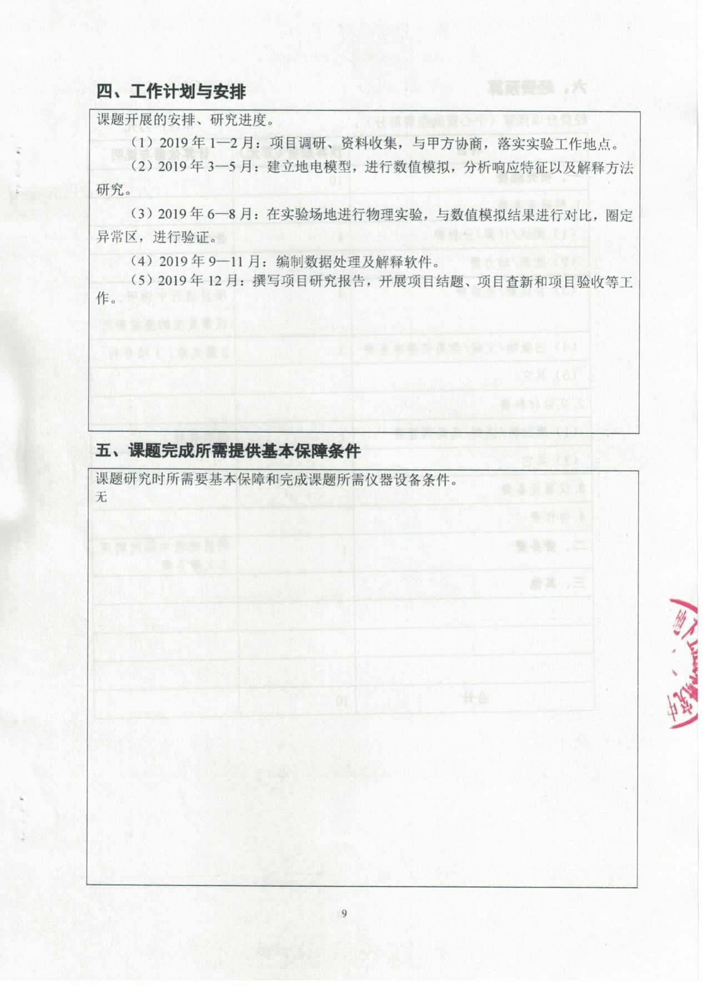 四、工作计划与安排
课题开展的安排、研究进度。
（1）2019 年 1—2 月：项目调研、资料收集，与甲方协商，落实实验工作地点。
（2）2019 年 3—5 月：建立地电模型，进行数值模拟，分析响应特征以及解释方法
研究。
（3）2019 年 6—8 月：在实验场地进行物理实验，与数值模拟结果进行对比，圈定
异常区，进行验证。
（4）2019 年 9—11 月：编制数据处理及解释软件。
（5）2019 年 12 月：撰写项目研究报告，开展项目结题、项目查新和项目验收等工
作。
五、课题完成所需提供基本保障条件
课题研究时所需要基本保障和完成课题所需仪器设备条件。
无
9